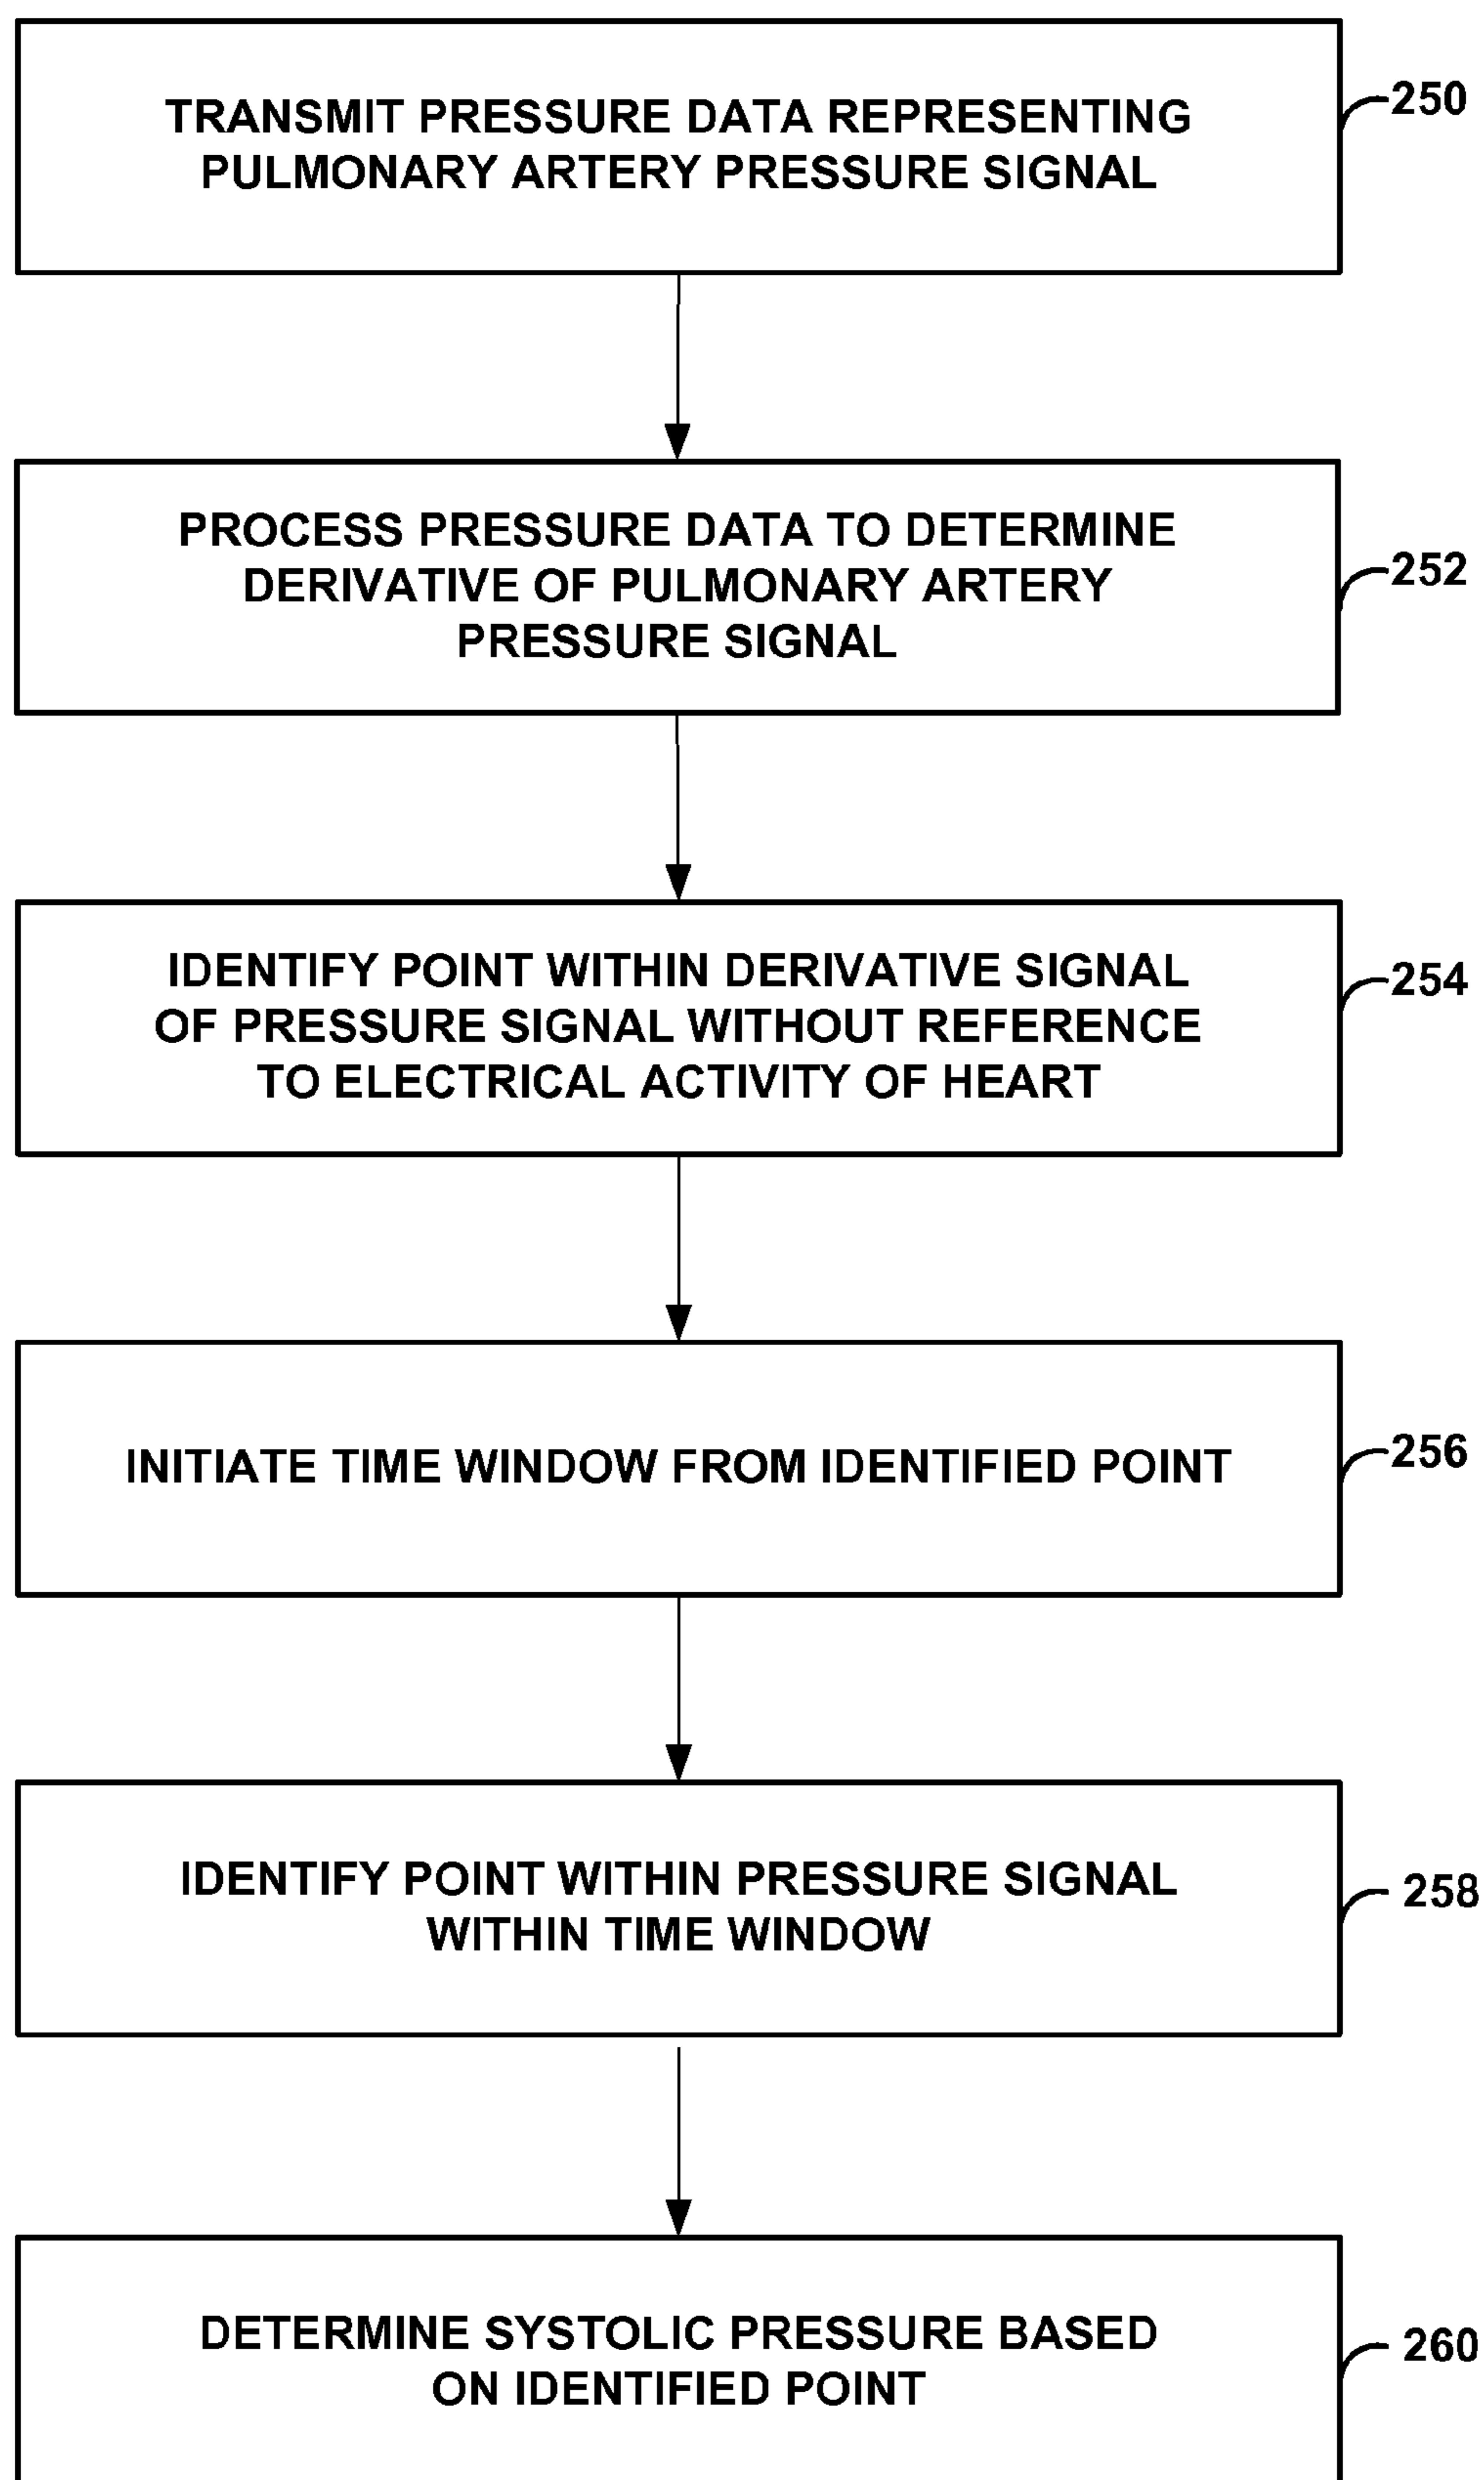 TRANSMIT PRESSURE DATA REPRESENTING
PULMONARY ARTERY PRESSURE SIGNAL
250
PROCESS PRESSURE DATA TO DETERMINE
DERIVATIVE OF PULMONARY ARTERY
PRESSURE SIGNAL
252
IDENTIFY POINT WITHIN DERIVATIVE SIGNAL
OF PRESSURE SIGNAL WITHOUT REFERENCE
TO ELECTRICAL ACTIVITY OF HEART
254
INITIATE TIME WINDOW FROM IDENTIFIED POINT
256
IDENTIFY POINT WITHIN PRESSURE SIGNAL
WITHIN TIME WINDOW
258
DETERMINE SYSTOLIC PRESSURE BASED
ON IDENTIFIED POINT
260